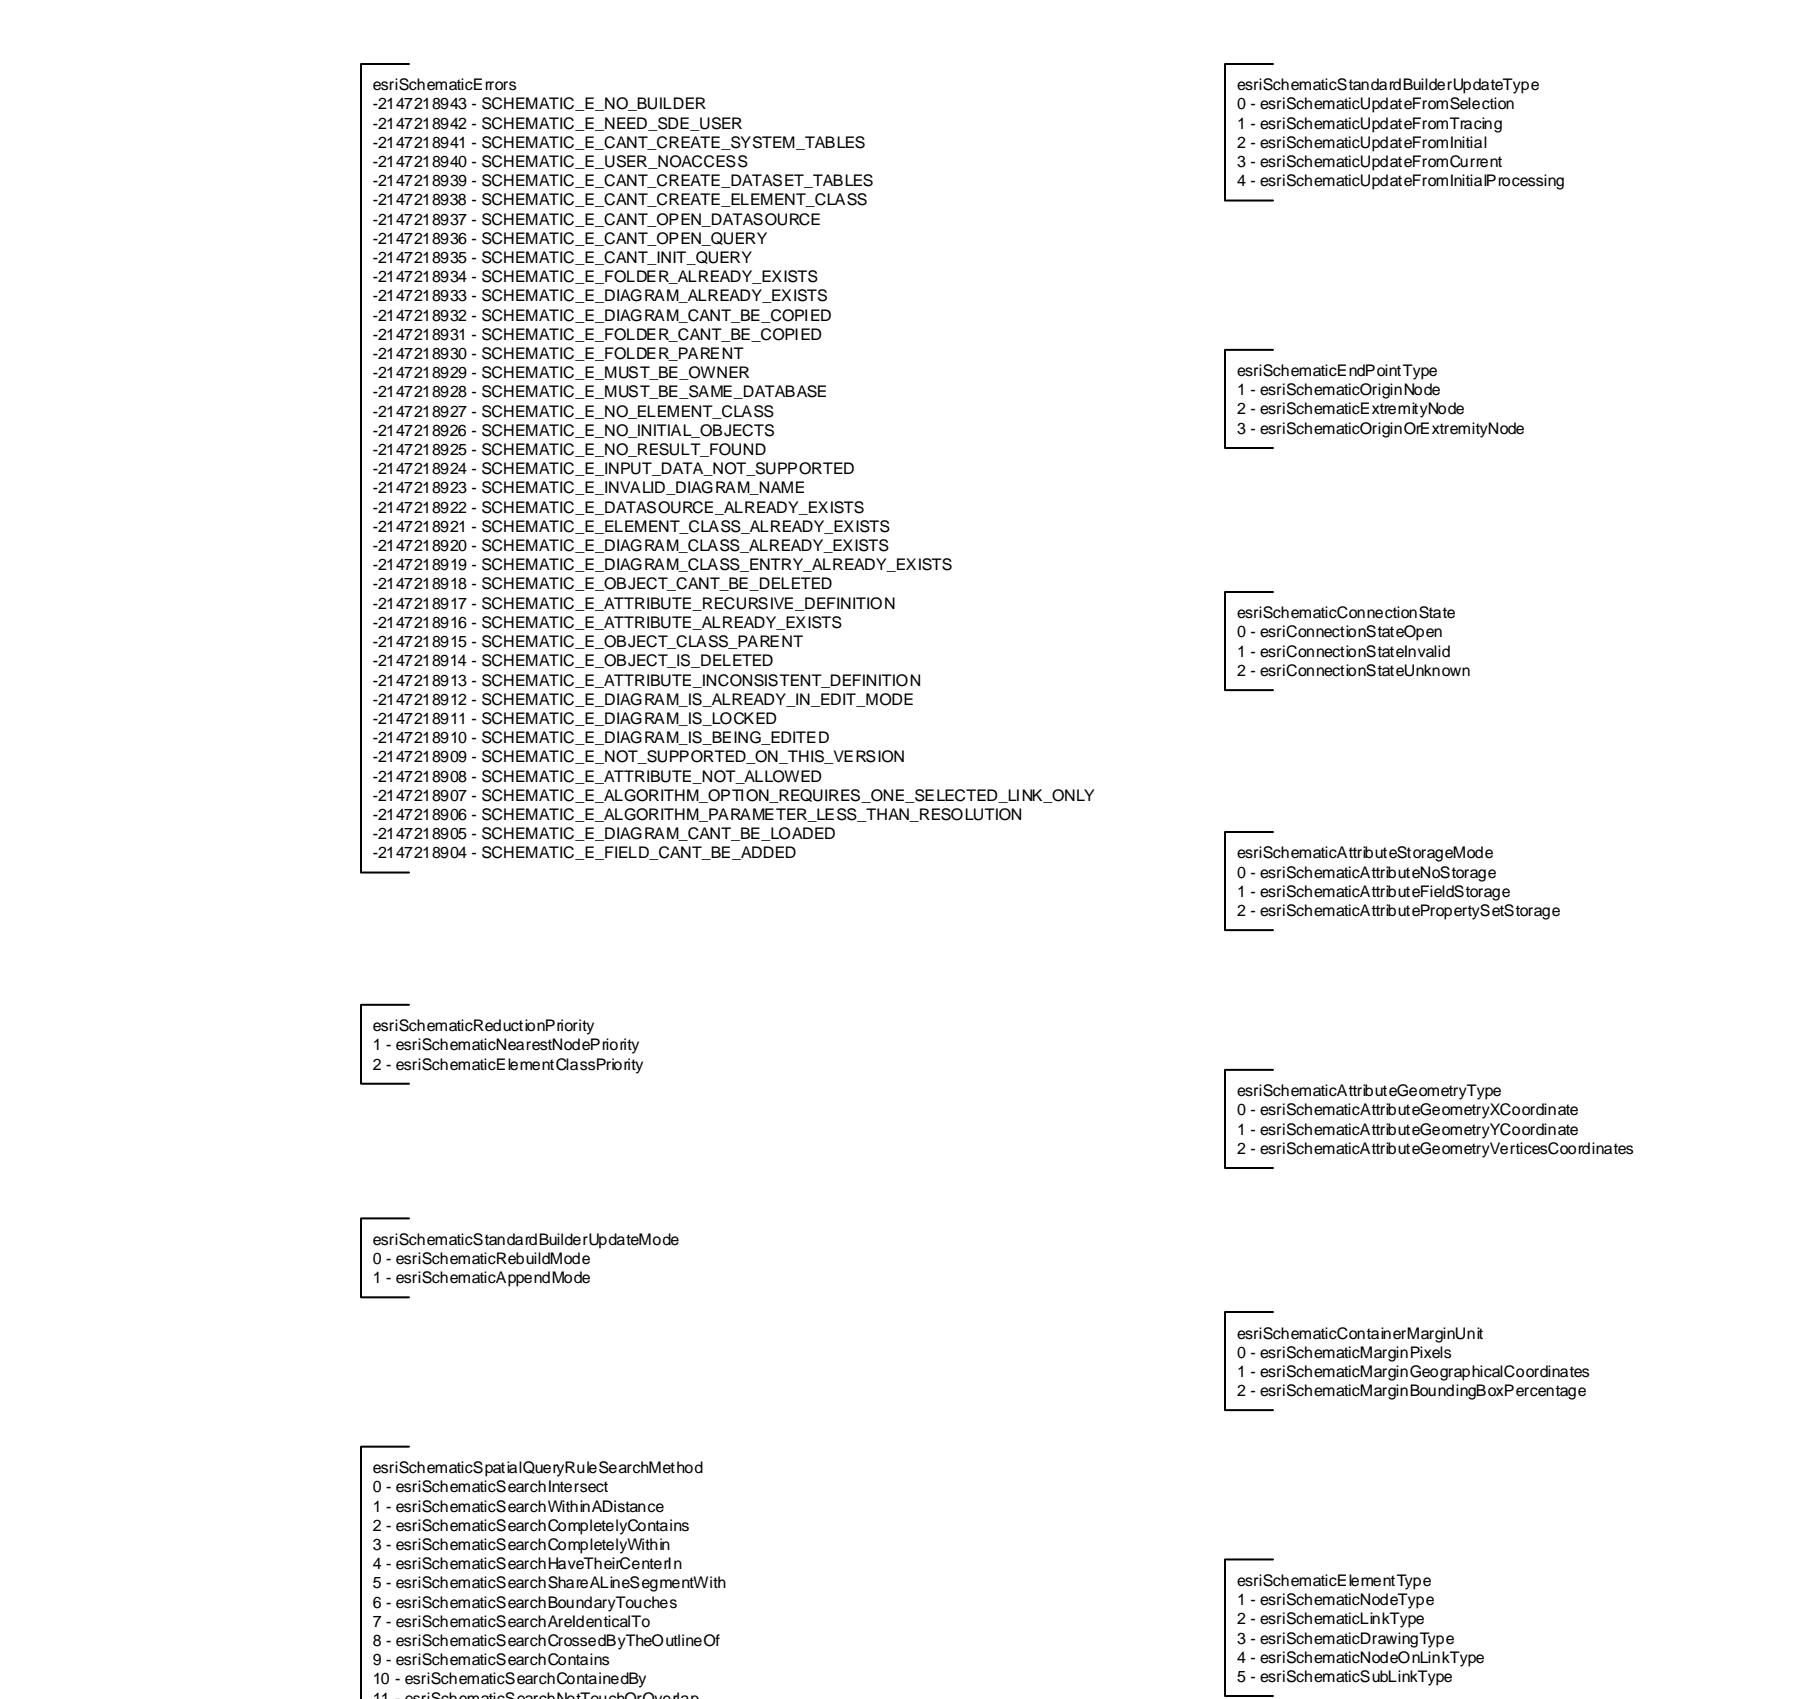 esriSchematicErrors
-2147218943 - SCHEMATIC_E_NO_BUILDER
-2147218942 - SCHEMATIC_E_NEED_SDE_USER
-2147218941 - SCHEMATIC_E_CANT_CREATE_SYSTEM_TABLES
-2147218940 - SCHEMATIC_E_USER_NOACCESS
-2147218939 - SCHEMATIC_E_CANT_CREATE_DATASET_TABLES
-2147218938 - SCHEMATIC_E_CANT_CREATE_ELEMENT_CLASS
-2147218937 - SCHEMATIC_E_CANT_OPEN_DATASOURCE
-2147218936 - SCHEMATIC_E_CANT_OPEN_QUERY
-2147218935 - SCHEMATIC_E_CANT_INIT_QUERY
-2147218934 - SCHEMATIC_E_FOLDER_ALREADY_EXISTS
-2147218933 - SCHEMATIC_E_DIAGRAM_ALREADY_EXISTS
-2147218932 - SCHEMATIC_E_DIAGRAM_CANT_BE_COPIED
-2147218931 - SCHEMATIC_E_FOLDER_CANT_BE_COPIED
-2147218930 - SCHEMATIC_E_FOLDER_PARENT
-2147218929 - SCHEMATIC_E_MUST_BE_OWNER
-2147218928 - SCHEMATIC_E_MUST_BE_SAME_DATABASE
-2147218927 - SCHEMATIC_E_NO_ELEMENT_CLASS
-2147218926 - SCHEMATIC_E_NO_INITIAL_OBJECTS
-2147218925 - SCHEMATIC_E_NO_RESULT_FOUND
-2147218924 - SCHEMATIC_E_INPUT_DATA_NOT_SUPPORTED
-2147218923 - SCHEMATIC_E_INVALID_DIAGRAM_NAME
-2147218922 - SCHEMATIC_E_DATASOURCE_ALREADY_EXISTS
-2147218921 - SCHEMATIC_E_ELEMENT_CLASS_ALREADY_EXISTS
-2147218920 - SCHEMATIC_E_DIAGRAM_CLASS_ALREADY_EXISTS
-2147218919 - SCHEMATIC_E_DIAGRAM_CLASS_ENTRY_ALREADY_EXISTS
-2147218918 - SCHEMATIC_E_OBJECT_CANT_BE_DELETED
-2147218917 - SCHEMATIC_E_ATTRIBUTE_RECURSIVE_DEFINITION
-2147218916 - SCHEMATIC_E_ATTRIBUTE_ALREADY_EXISTS
-2147218915 - SCHEMATIC_E_OBJECT_CLASS_PARENT
-2147218914 - SCHEMATIC_E_OBJECT_IS_DELETED
-2147218913 - SCHEMATIC_E_ATTRIBUTE_INCONSISTENT_DEFINITION
-2147218912 - SCHEMATIC_E_DIAGRAM_IS_ALREADY_IN_EDIT_MODE
-2147218911 - SCHEMATIC_E_DIAGRAM_IS_LOCKED
-2147218910 - SCHEMATIC_E_DIAGRAM_IS_BEING_EDITED
-2147218909 - SCHEMATIC_E_NOT_SUPPORTED_ON_THIS_VERSION
-2147218908 - SCHEMATIC_E_ATTRIBUTE_NOT_ALLOWED
-2147218907 - SCHEMATIC_E_ALGORITHM_OPTION_REQUIRES_ONE_SELECTED_LINK_ONLY
-2147218906 - SCHEMATIC_E_ALGORITHM_PARAMETER_LESS_THAN_RESOLUTION
-2147218905 - SCHEMATIC_E_DIAGRAM_CANT_BE_LOADED
-2147218904 - SCHEMATIC_E_FIELD_CANT_BE_ADDED
esriSchematicReductionPriority
1 - esriSchematicNearestNodePriority
2 - esriSchematicElementClassPriority
esriSchematicStandardBuilderUpdateMode
0 - esriSchematicRebuildMode
1 - esriSchematicAppendMode
esriSchematicSpatialQueryRuleSearchMethod
0 - esriSchematicSearchIntersect
1 - esriSchematicSearchWithinADistance
2 - esriSchematicSearchCompletelyContains
3 - esriSchematicSearchCompletelyWithin
4 - esriSchematicSearchHaveTheirCenterIn
5 - esriSchematicSearchShareALineSegmentWith
6 - esriSchematicSearchBoundaryTouches
7 - esriSchematicSearchAreIdenticalTo
8 - esriSchematicSearchCrossedByTheOutlineOf
9 - esriSchematicSearchContains
10 - esriSchematicSearchContainedBy
11 - esriSchematicSearchNotTouchOrOverlap
esriSchematicStandardBuilderUpdateType
0 - esriSchematicUpdateFromSelection
1 - esriSchematicUpdateFromTracing
2 - esriSchematicUpdateFromInitial
3 - esriSchematicUpdateFromCurrent
4 - esriSchematicUpdateFromInitialProcessing
esriSchematicEndPointType
1 - esriSchematicOriginNode
2 - esriSchematicExtremityNode
3 - esriSchematicOriginOrExtremityNode
esriSchematicConnectionState
0 - esriConnectionStateOpen
1 - esriConnectionStateInvalid
2 - esriConnectionStateUnknown
esriSchematicAttributeStorageMode
0 - esriSchematicAttributeNoStorage
1 - esriSchematicAttributeFieldStorage
2 - esriSchematicAttributePropertySetStorage
esriSchematicAttributeGeometryType
0 - esriSchematicAttributeGeometryXCoordinate
1 - esriSchematicAttributeGeometryYCoordinate
2 - esriSchematicAttributeGeometryVerticesCoordinates
esriSchematicContainerMarginUnit
0 - esriSchematicMarginPixels
1 - esriSchematicMarginGeographicalCoordinates
2 - esriSchematicMarginBoundingBoxPercentage
esriSchematicElementType
1 - esriSchematicNodeType
2 - esriSchematicLinkType
3 - esriSchematicDrawingType
4 - esriSchematicNodeOnLinkType
5 - esriSchematicSubLinkType